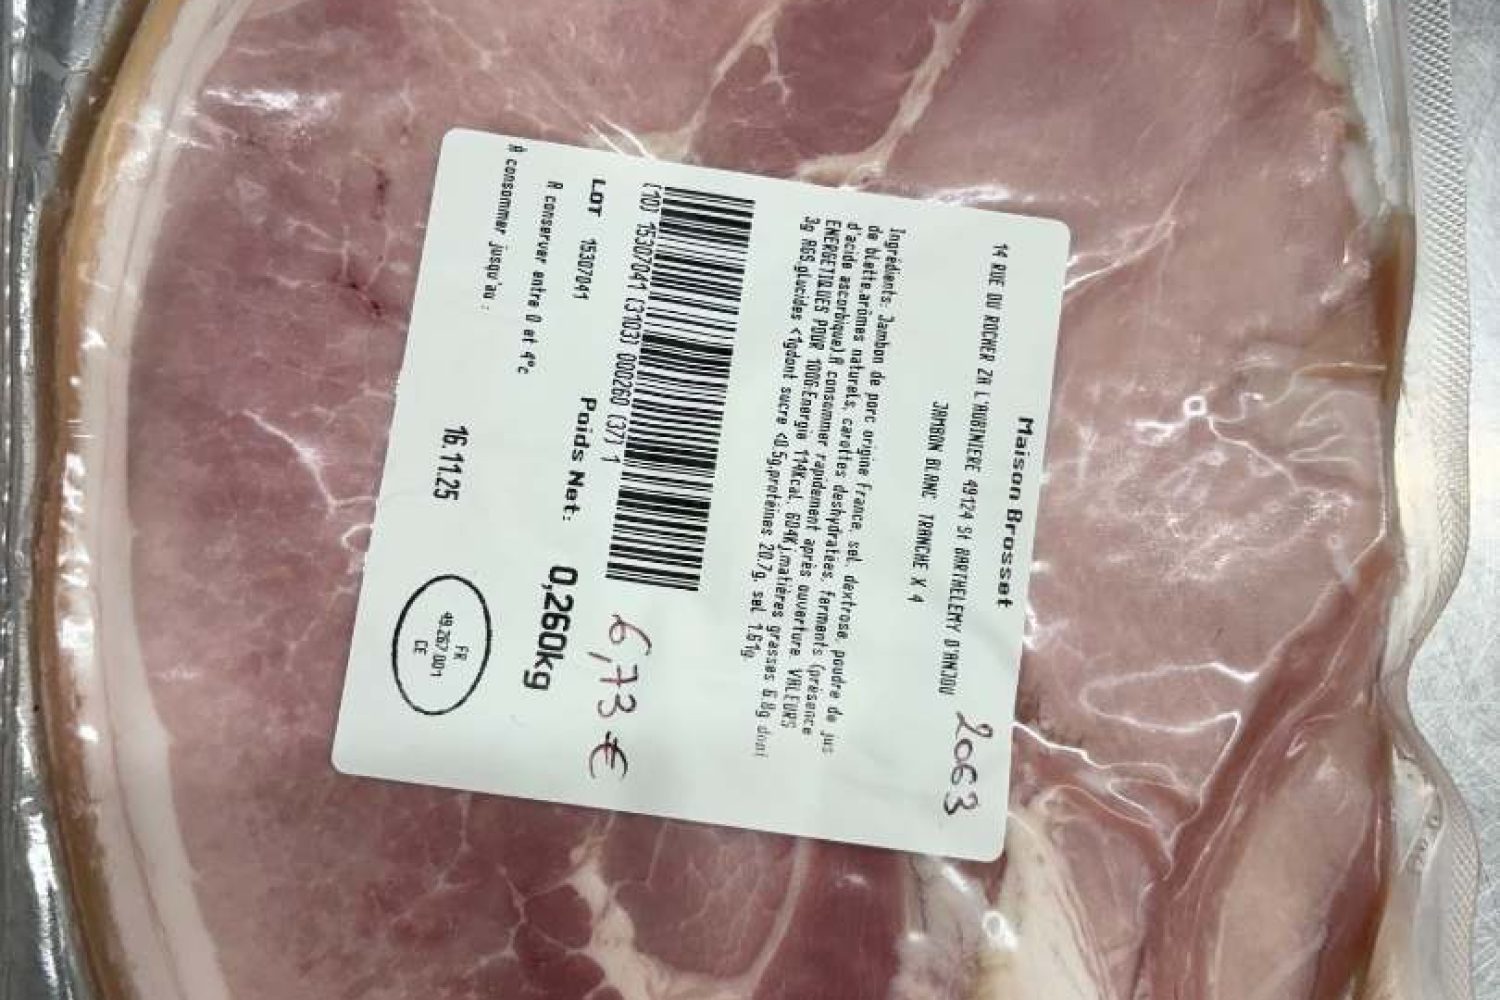 Maison Brosset
14 RUE DU ROCHER ZA L'AUBINIERE 49124 St BARTHELEMY D'ANJOU
2063
JAMBON BLANC TRANCHE X 4
Ingrédients: Jambon de porc origine France, sel, dextrose, poudre de jus
de blette,arômes naturels, carottes deshydratées, ferments (présence
d'acide ascorbique).A consommer rapidement après ouverture. VALEURS
ENERGETIQUES POUR 100G:Energie 114Kcal, 604Kj,matières grasses 6.8g dont
3g AGS,glucides <1gdont sucre <0.5g,protéines 20.7g, sel 1.61g.
(10) 15307041 (3103) 000260 (37) 1
6,73 €
LOT 15307041
Poids Net: 0,260kg
A conserver entre 0 et 4°c
A consommer jusqu'au :
16.11.25
FR
49.267.001
CE